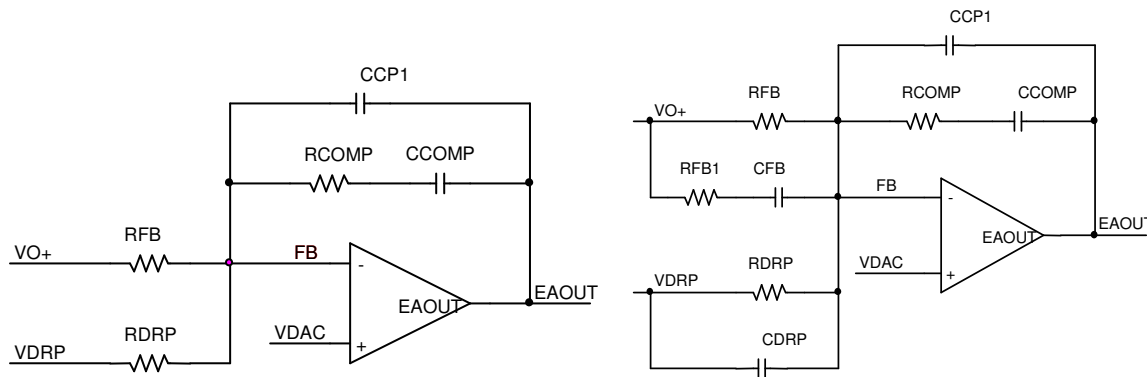 CCP1
RCOMP CCOMP
RFB
VO+
FB
-
EAOUT
EAOUT
RDRP
VDRP
VDAC
+
CCP1
RFB
RCOMP
CCOMP
VO+
RFB1
CFB
FB
-
EAOUT
EAOUT
VDAC
+
RDRP
VDRP
CDRP